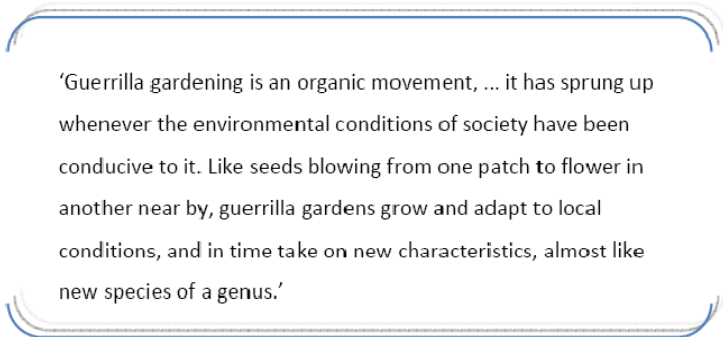 ‘Guerrilla gardening is an organic movement, ... it has sprung up
whenever the environmental conditions of society have been
conducive to it. Like seeds blowing from one patch to flower in
another near by, guerrilla gardens grow and adapt to local
conditions, and in time take on new characteristics, almost like
new species of a genus.’